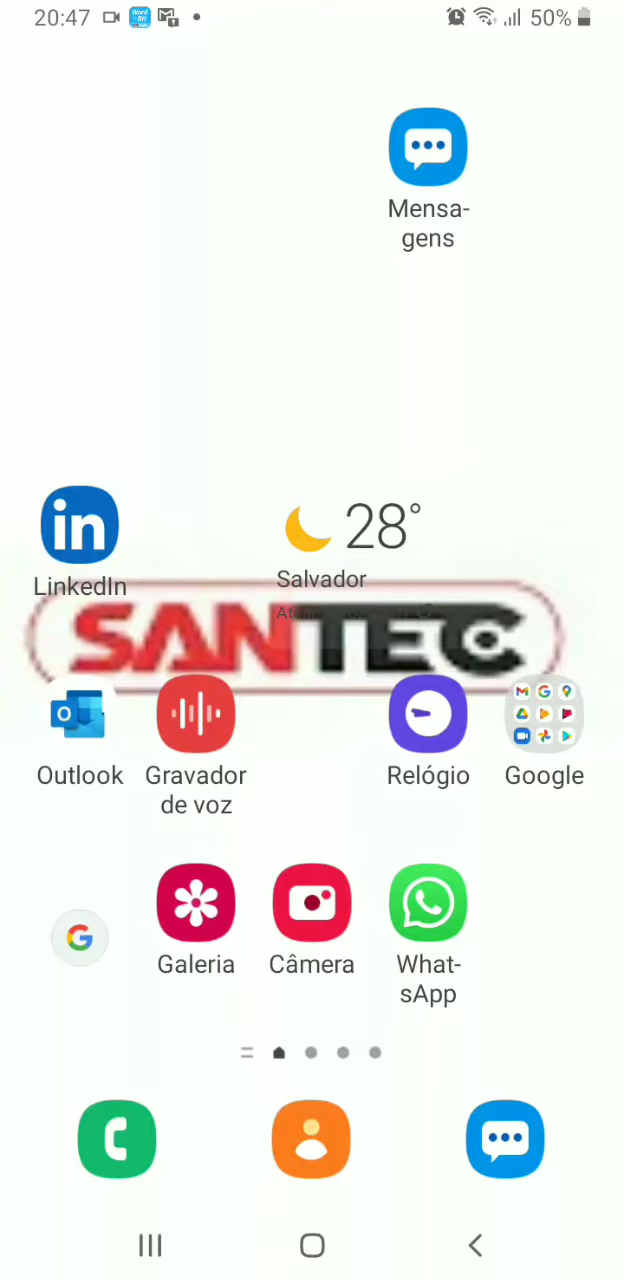 20:47
50%
Mensa-
gens
28°
LinkedIn
Salvador
SANTEC
Outlook
Gravador
de voz
Relógio
Google
Galeria
Câmera
What-
sApp